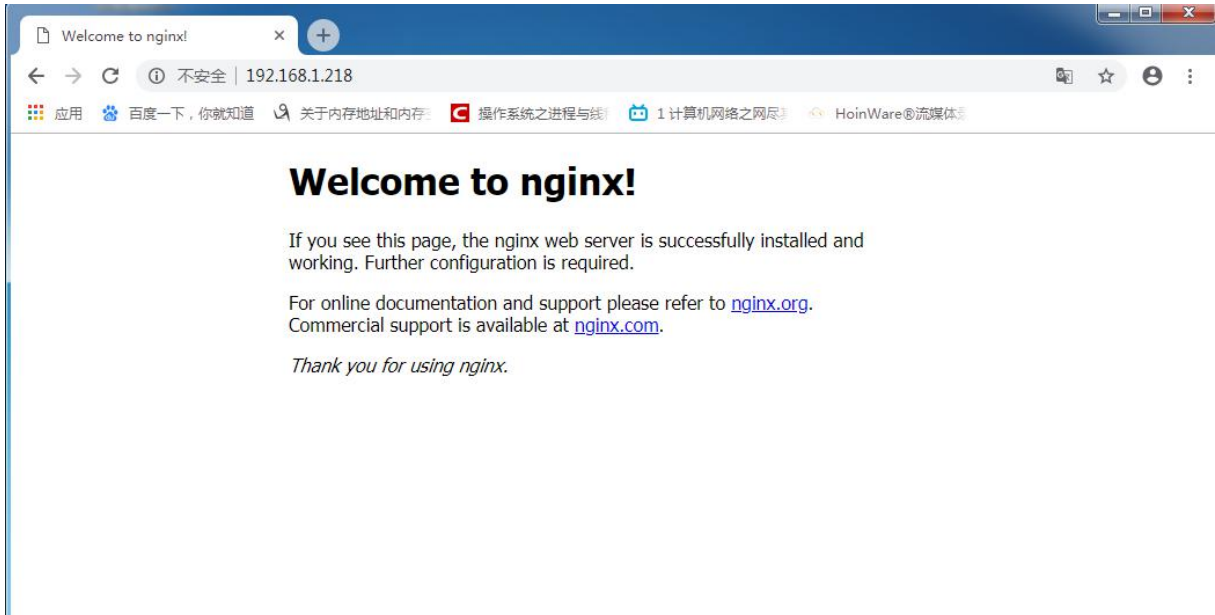 Welcome to nginx!
不安全 | 192.168.1.218
应用 百度一下，你就知道 关于内存地址和内存 操作系统之进程与线 1 计算机网络之网 HoinWare®流媒体
Welcome to nginx!
If you see this page, the nginx web server is successfully installed and
working. Further configuration is required.
For online documentation and support please refer to nginx.org.
Commercial support is available at nginx.com.
Thank you for using nginx.